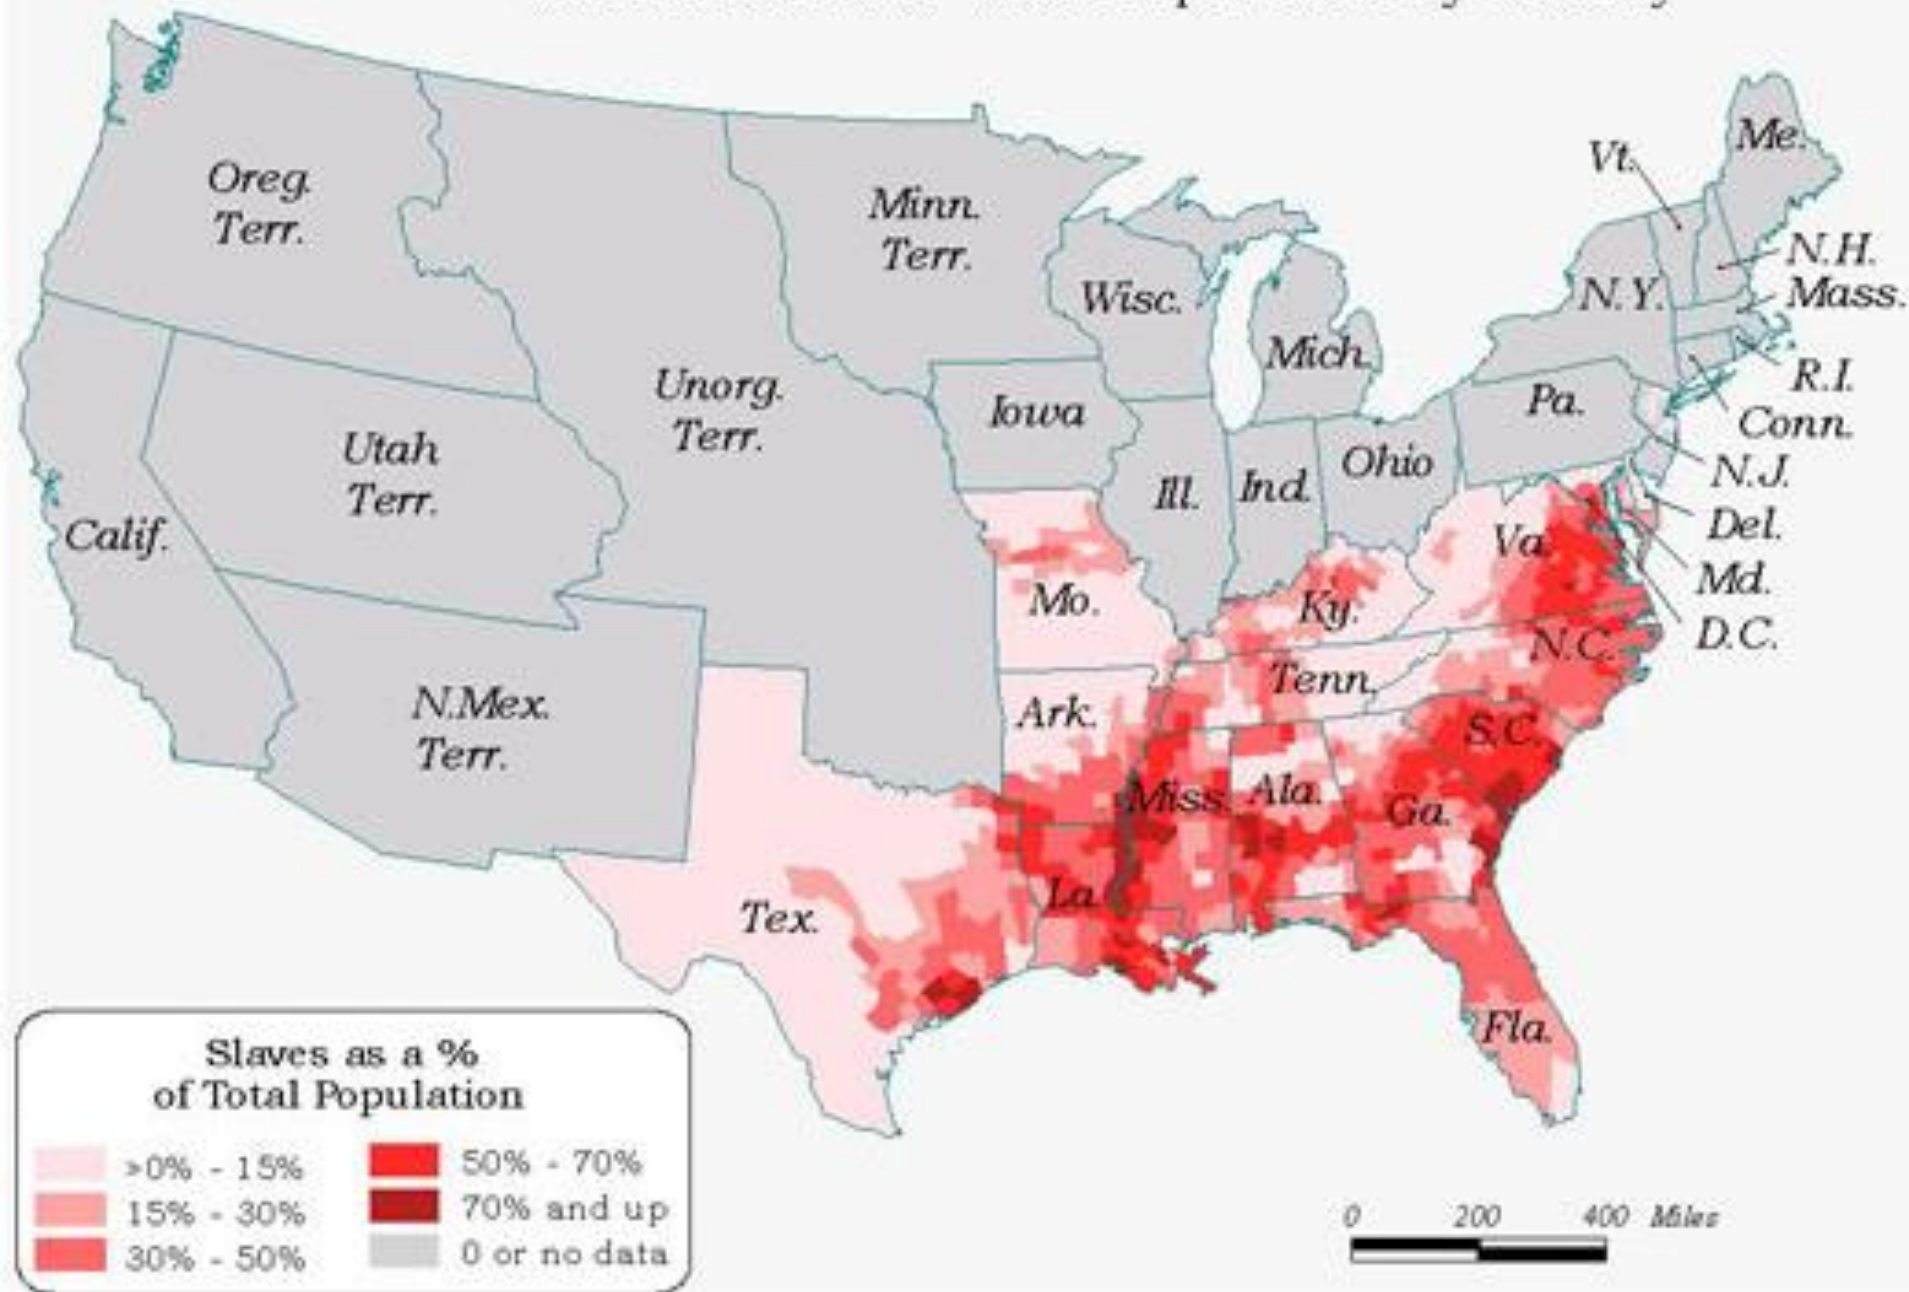 Oreg.
Terr.
Minn.
Terr.
Vt.
Me.
N.H.
Mass.
N.Y.
Wisc.
Mich.
R.I.
Conn.
Unorg.
Terr.
Iowa
Pa.
N.J.
Utah
Terr.
Ill.
Ind.
Ohio
Del.
Calif.
Va.
Md.
Mo.
Ky.
D.C.
N.C.
Tenn.
N.Mex.
Terr.
Ark.
S.C.
Miss.
Ala.
Ga.
La.
Tex.
Fla.
Slaves as a %
of Total Population
>0% - 15%
15% - 30%
30% - 50%
50% - 70%
70% and up
0 or no data
0 200 400 Miles